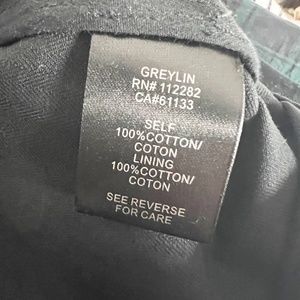 GREYLIN
RN# 112282
CA#61133
SELF
100%COTTON/
COTON
LINING
100%COTTON/
COTON
SEE REVERSE
FOR CARE